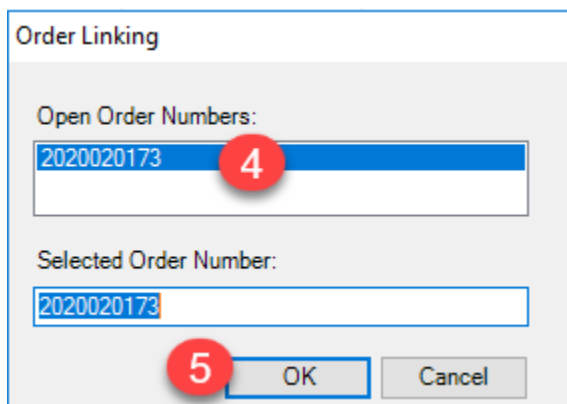 Order Linking
Open Order Numbers:
2020020173 4
Selected Order Number:
2020020173
5 OK Cancel